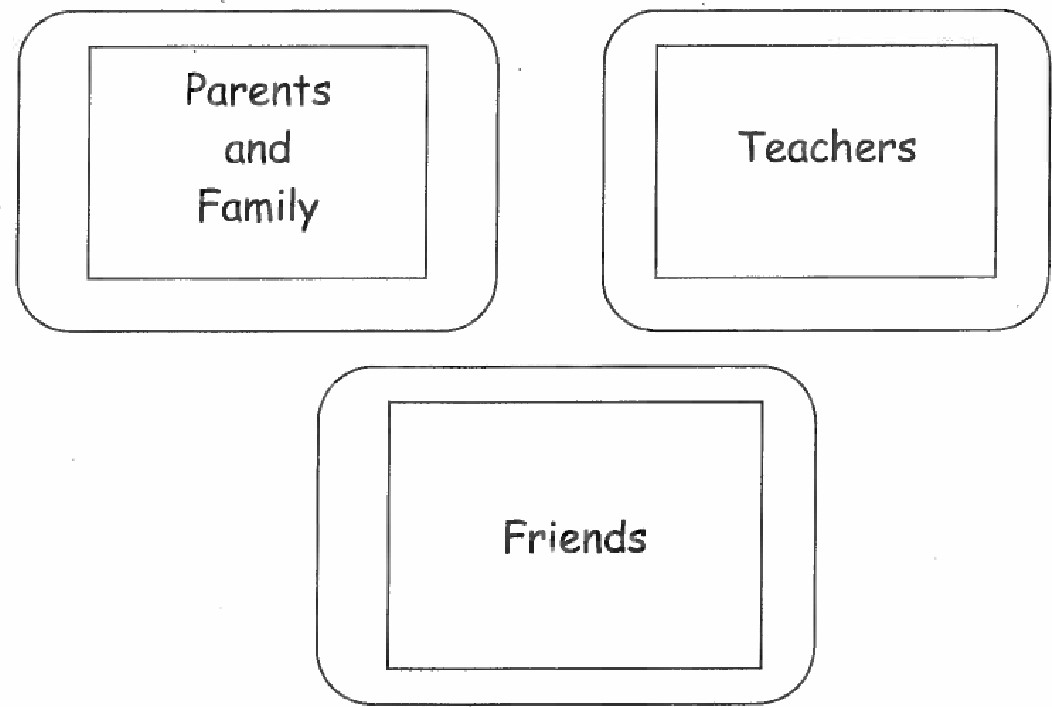 Parents
and
Family
Teachers
Friends